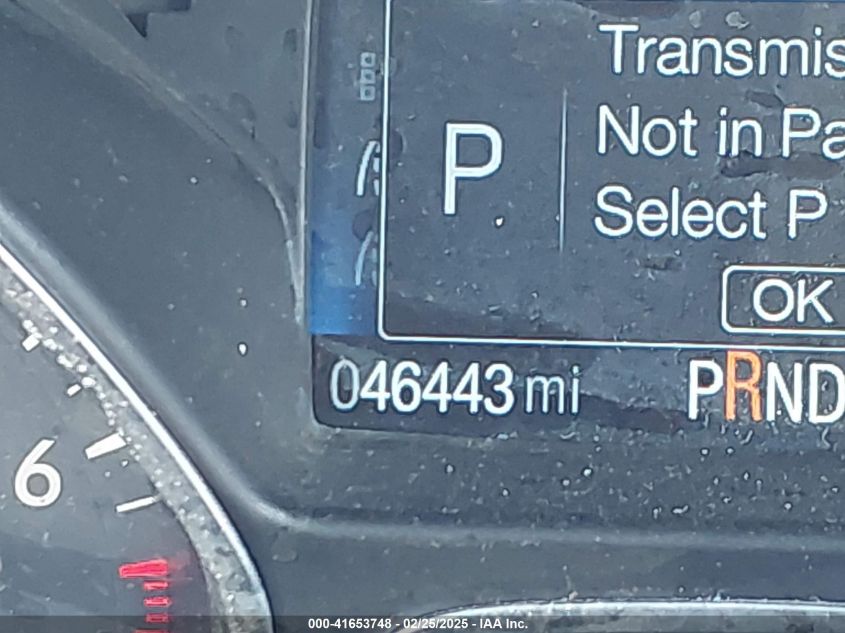 Transmis
P
Not in Pa
Select P
OK
046443 mi
PRND
6
000-41653748 - 02/25/2025 - IAA Inc.